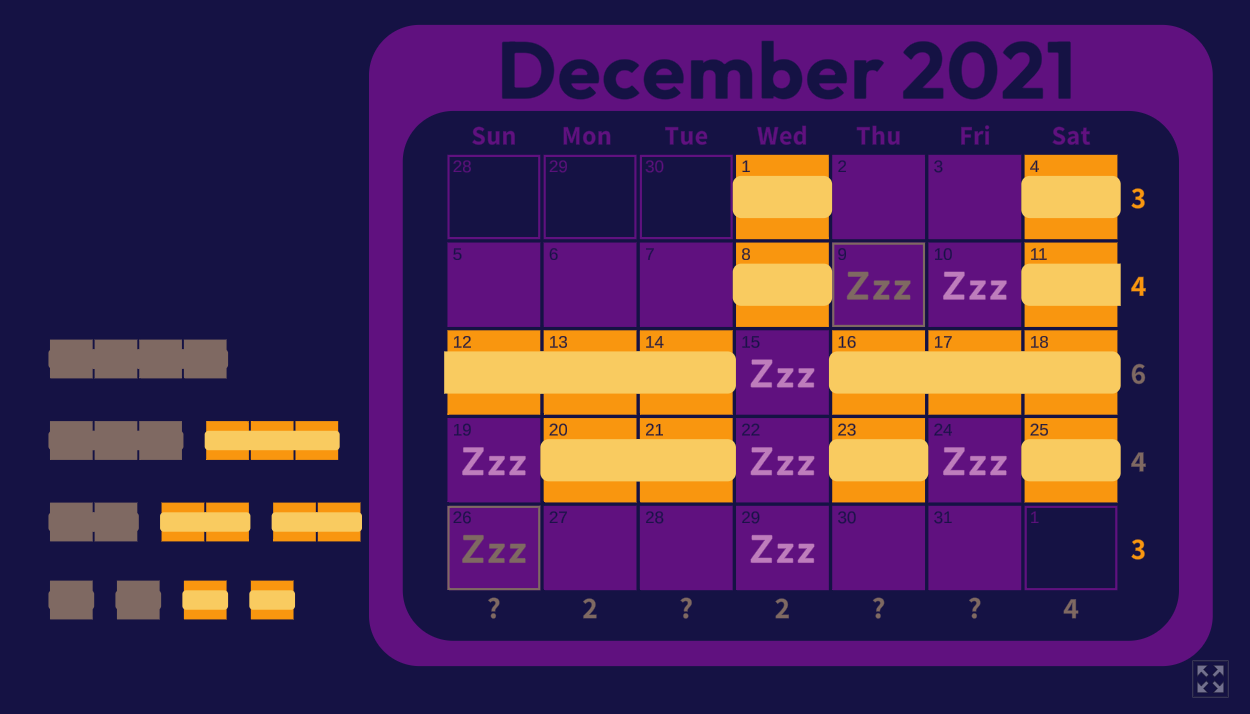 December 2021
Sun Mon Tue Wed Thu Fri Sat
28 29 30 1 2 3 4
3
5 6 7 8 9 10 11
Zzz Zzz 4
12 13 14 15 16 17 18
Zzz 6
19 20 21 22 23 24 25
Zzz Zzz Zzz 4
26 27 28 29 30 31 1
Zzz Zzz 3
? 2 ? 2 ? ? 4